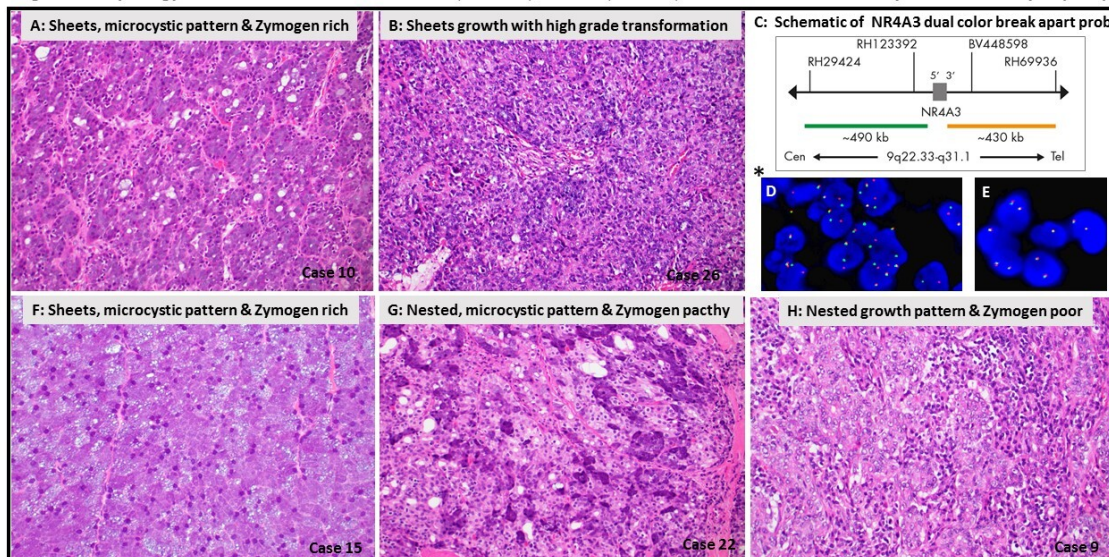 A: Sheets, microcystic pattern & Zymogen rich
Case 10
B: Sheets growth with high grade transformation
Case 26
C: Schematic of NR4A3 dual color break apart prob
RH123392
BV448598
RH29424
RH69936
5' 3'
NR4A3
~490 kb
~430 kb
Cen
9q22.33-q31.1
Tel
*
D
E
F: Sheets, microcystic pattern & Zymogen rich
Case 15
G: Nested, microcystic pattern & Zymogen pacthy
Case 22
H: Nested growth pattern & Zymogen poor
Case 9